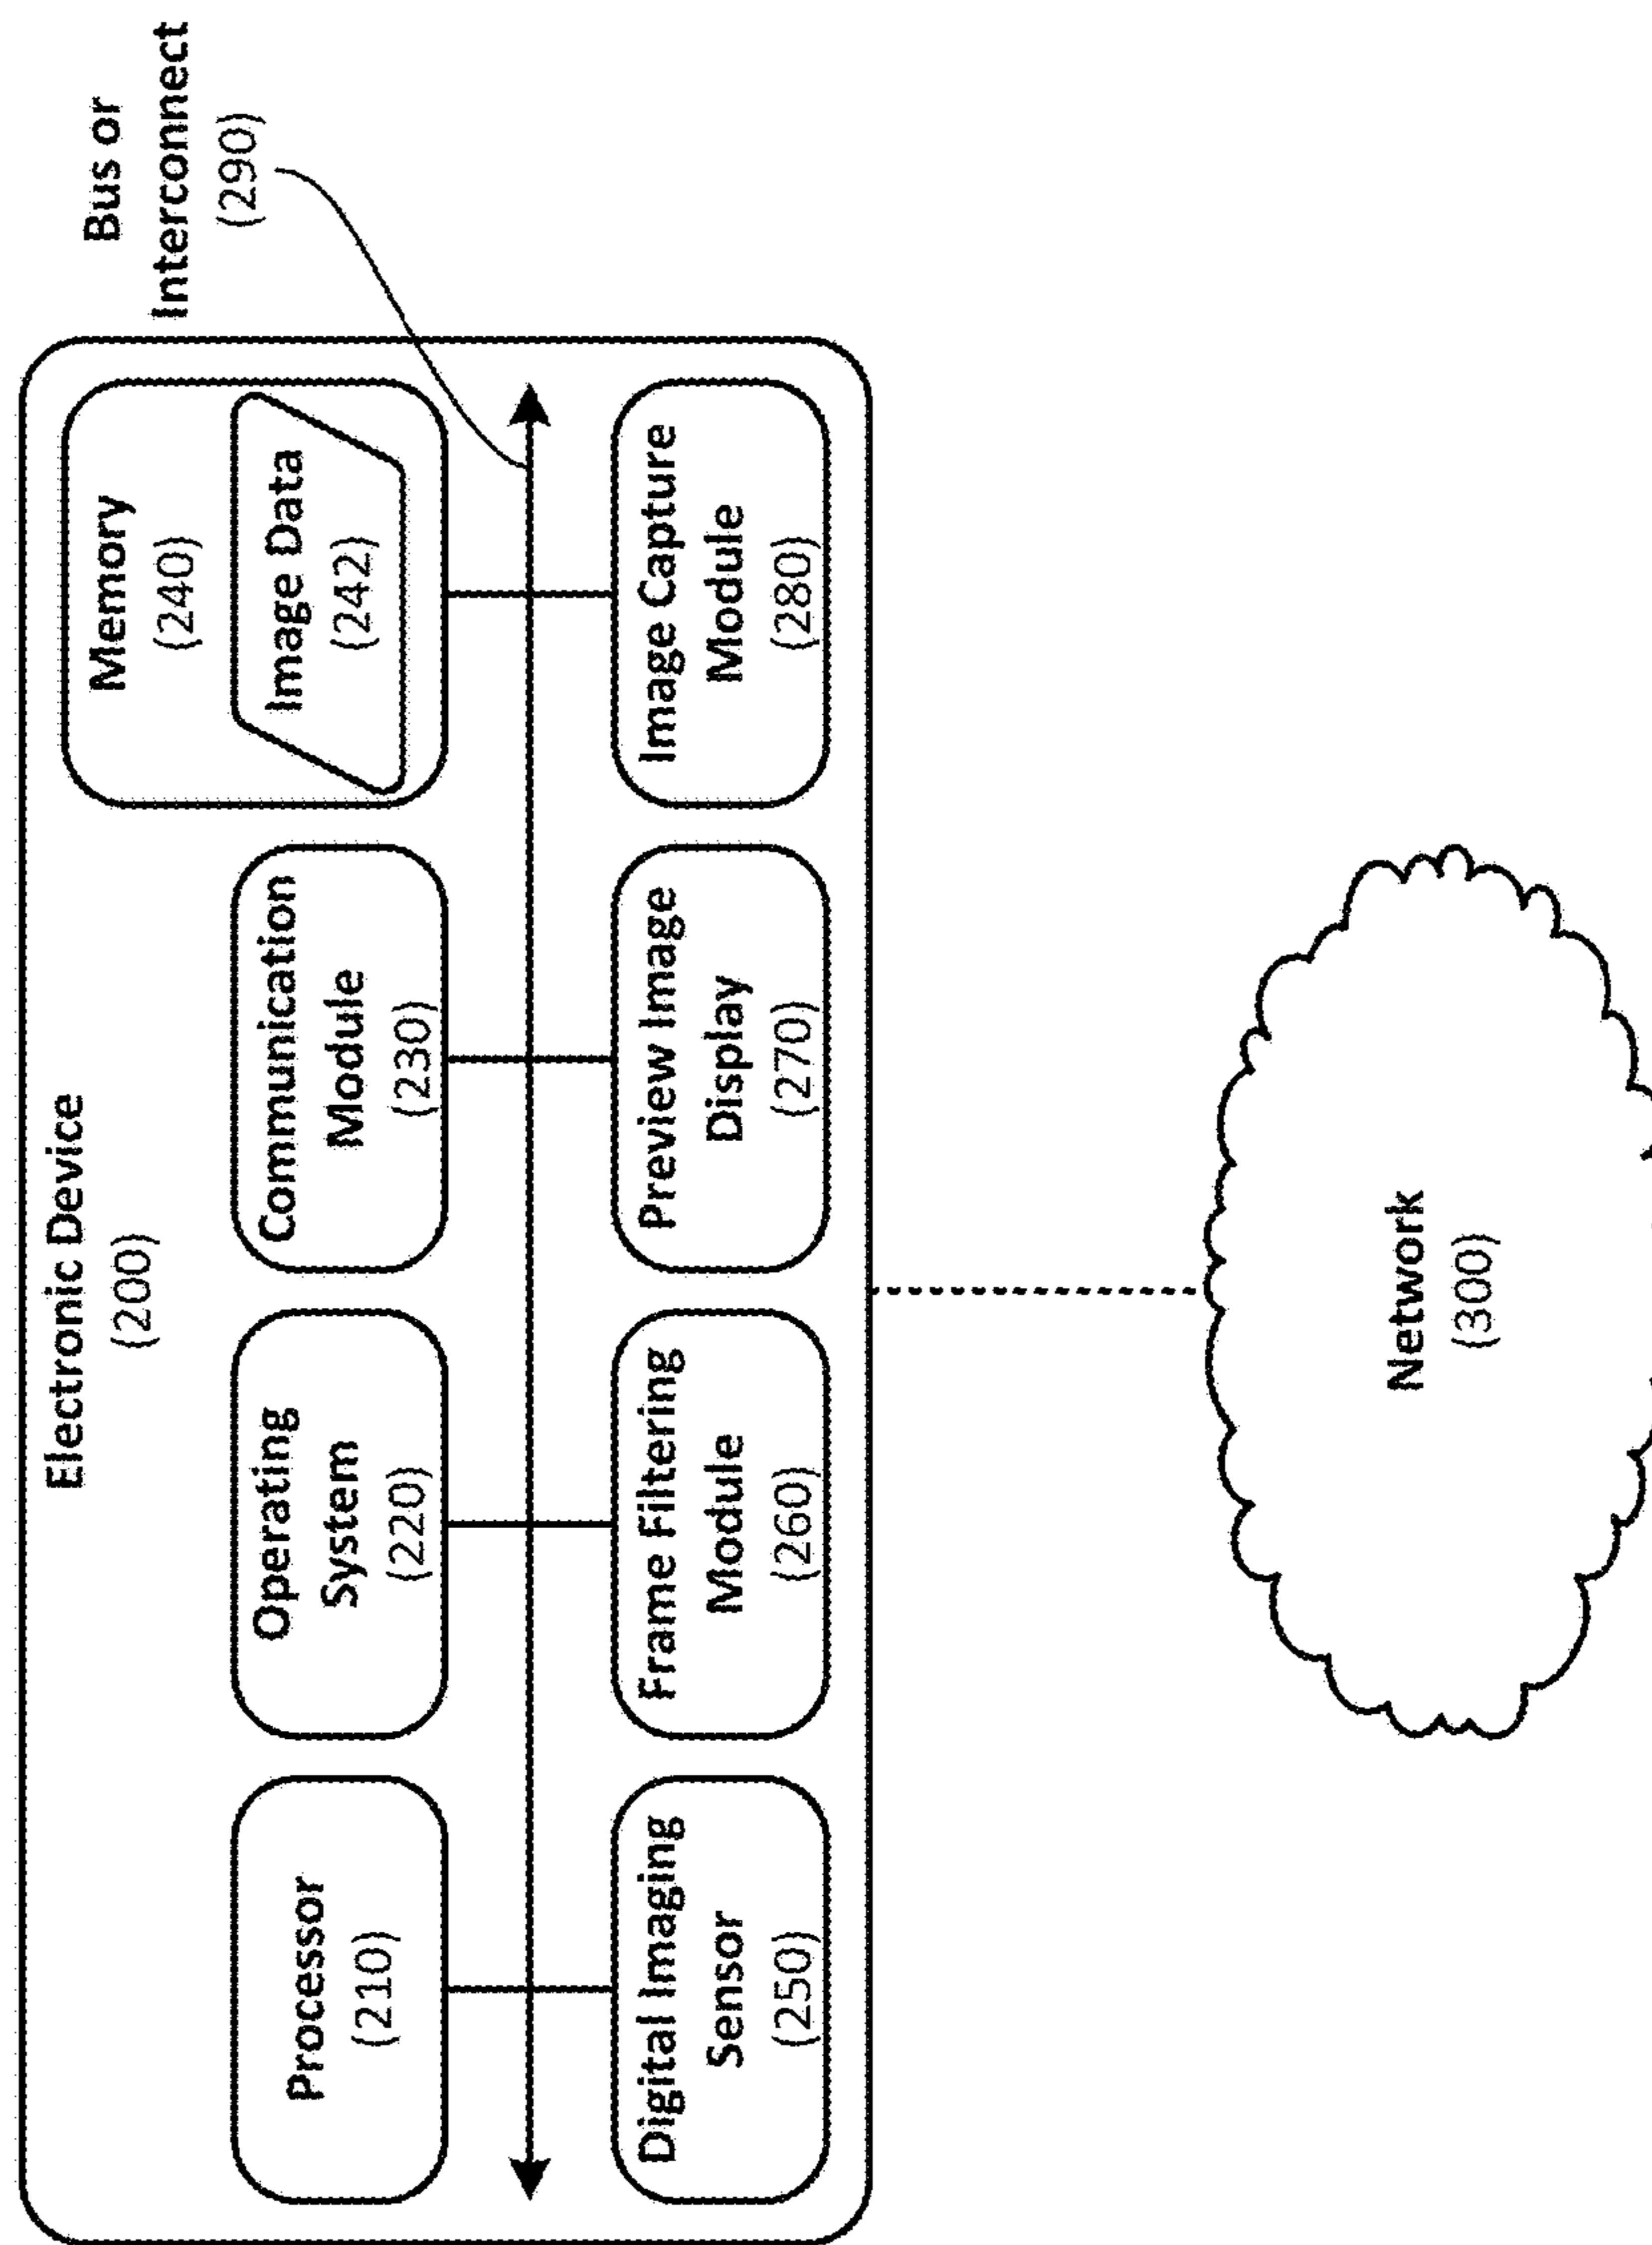 Electronic Device
(200)
Processor
(210)
Operating
System
(220)
Communication
Module
(230)
Memory
(240)
Image Data
(242)
Bus or
Interconnect
(290)
Digital Imaging
Sensor
(250)
Frame Filtering
Module
(260)
Preview Image
Display
(270)
Image Capture
Module
(280)
Network
(300)